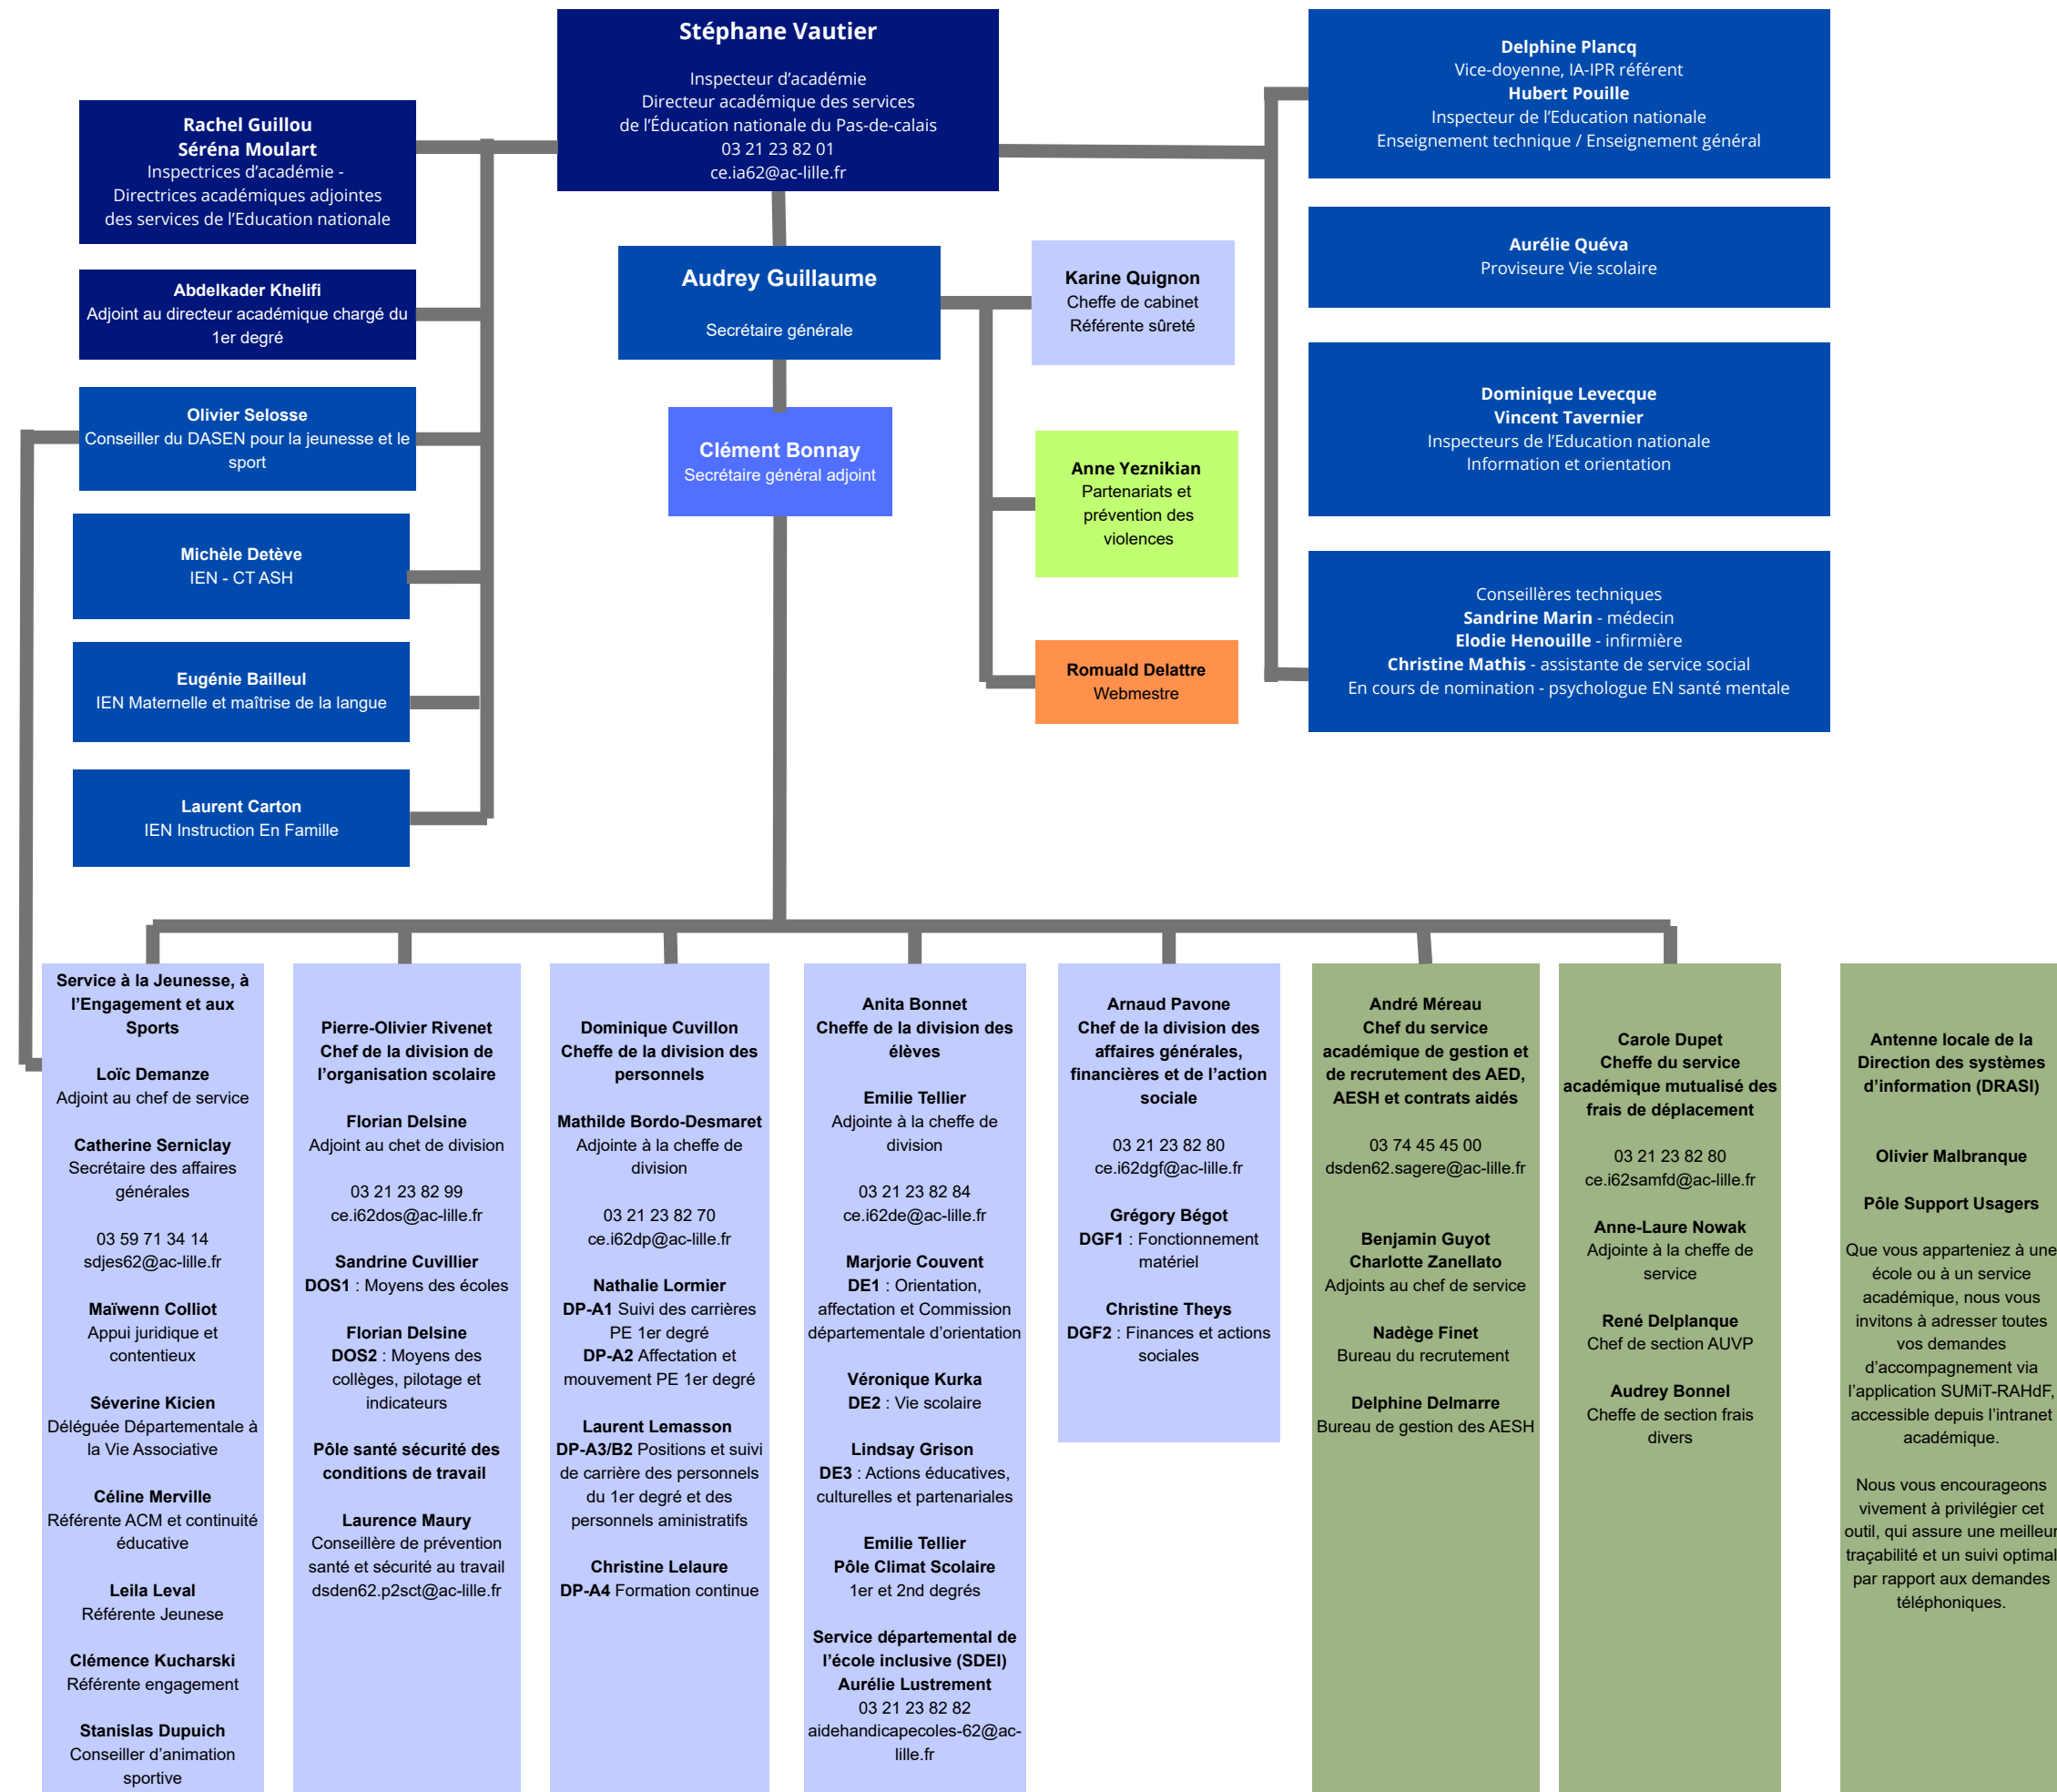 Stéphane Vautier
Inspecteur d'académie
Directeur académique des services
de l'Éducation nationale du Pas-de-calais
03 21 23 82 01
ce.ia62@ac-lille.fr
Rachel Guillou
Séréna Moulart
Inspectrices d'académie -
Directrices académiques adjointes
des services de l'Education nationale
Abdelkader Khelifi
Adjoint au directeur académique chargé du
1er degré
Olivier Selosse
Conseiller du DASEN pour la jeunesse et le
sport
Michèle Detève
IEN - CT ASH
Eugénie Bailleul
IEN Maternelle et maîtrise de la langue
Laurent Carton
IEN Instruction En Famille
Audrey Guillaume
Secrétaire générale
Clément Bonnay
Secrétaire général adjoint
Karine Quignon
Cheffe de cabinet
Référente sûreté
Anne Yeznikian
Partenariats et
prévention des
violences
Romuald Delattre
Webmestre
Delphine Plancq
Vice-doyenne, IA-IPR référent
Hubert Pouille
Inspecteur de l'Education nationale
Enseignement technique / Enseignement général
Aurélie Quéva
Proviseure Vie scolaire
Dominique Levecque
Vincent Tavernier
Inspecteurs de l'Education nationale
Information et orientation
Conseillères techniques
Sandrine Marin - médecin
Elodie Henouille - infirmière
Christine Mathis - assistante de service social
En cours de nomination - psychologue EN santé mentale
Service à la Jeunesse, à
l'Engagement et aux
Sports
Loïc Demanze
Adjoint au chef de service
Catherine Serniclay
Secrétaire des affaires
générales
03 59 71 34 14
sdjes62@ac-lille.fr
Maïwenn Colliot
Appui juridique et
contentieux
Séverine Kicien
Déléguée Départementale à
la Vie Associative
Céline Merville
Référente ACM et continuité
éducative
Leila Leval
Référente Jeunese
Clémence Kucharski
Référente engagement
Stanislas Dupuich
Conseiller d'animation
sportive
Pierre-Olivier Rivenet
Chef de la division de
l'organisation scolaire
Florian Delsine
Adjoint au chet de division
03 21 23 82 99
ce.i62dos@ac-lille.fr
Sandrine Cuvillier
DOS1 : Moyens des écoles
Florian Delsine
DOS2 : Moyens des
collèges, pilotage et
indicateurs
Pôle santé sécurité des
conditions de travail
Laurence Maury
Conseillère de prévention
santé et sécurité au travail
dsden62.p2sct@ac-lille.fr
Dominique Cuvillon
Cheffe de la division des
personnels
Mathilde Bordo-Desmaret
Adjointe à la cheffe de
division
03 21 23 82 70
ce.i62dp@ac-lille.fr
Nathalie Lormier
DP-A1 Suivi des carrières
PE 1er degré
DP-A2 Affectation et
mouvement PE 1er degré
Laurent Lemasson
DP-A3/B2 Positions et suivi
de carrière des personnels
du 1er degré et des
personnels aministratifs
Christine Lelaure
DP-A4 Formation continue
Anita Bonnet
Cheffe de la division des
élèves
Emilie Tellier
Adjointe à la cheffe de
division
03 21 23 82 84
ce.i62de@ac-lille.fr
Marjorie Couvent
DE1 : Orientation,
affectation et Commission
départementale d'orientation
Véronique Kurka
DE2 : Vie scolaire
Lindsay Grison
DE3 : Actions éducatives,
culturelles et partenariales
Emilie Tellier
Pôle Climat Scolaire
1er et 2nd degrés
Service départemental de
l'école inclusive (SDEI)
Aurélie Lustrement
03 21 23 82 82
aidehandicapecoles-62@ac-
lille.fr
Arnaud Pavone
Chef de la division des
affaires générales,
financières et de l'action
sociale
03 21 23 82 80
ce.i62dgf@ac-lille.fr
Grégory Bégot
DGF1 : Fonctionnement
matériel
Christine Theys
DGF2 : Finances et actions
sociales
André Méreau
Chef du service
académique de gestion et
de recrutement des AED,
AESH et contrats aidés
03 74 45 45 00
dsden62.sagere@ac-lille.fr
Benjamin Guyot
Charlotte Zanellato
Adjoints au chef de service
Nadège Finet
Bureau du recrutement
Delphine Delmarre
Bureau de gestion des AESH
Carole Dupet
Cheffe du service
académique mutualisé des
frais de déplacement
03 21 23 82 80
ce.i62samfd@ac-lille.fr
Anne-Laure Nowak
Adjointe à la cheffe de
service
René Delplanque
Chef de section AUVP
Audrey Bonnel
Cheffe de section frais
divers
Antenne locale de la
Direction des systèmes
d'information (DRASI)
Olivier Malbranque
Pôle Support Usagers
Que vous apparteniez à une
école ou à un service
académique, nous vous
invitons à adresser toutes
vos demandes
d'accompagnement via
l'application SUMiT-RAHdF,
accessible depuis l'intranet
académique.
Nous vous encourageons
vivement à privilégier cet
outil, qui assure une meilleur
traçabilité et un suivi optimal
par rapport aux demandes
téléphoniques.